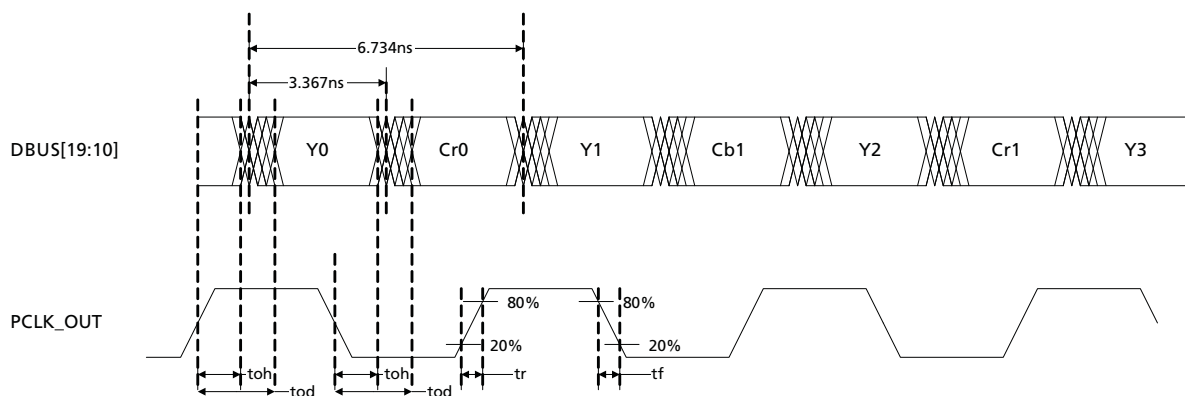 6.734ns
3.367ns
DBUS[19:10] Y0 Cr0 Y1 Cb1 Y2 Cr1 Y3
80% 80%
PCLK_OUT
20% 20%
toh toh tr tf
tod tod